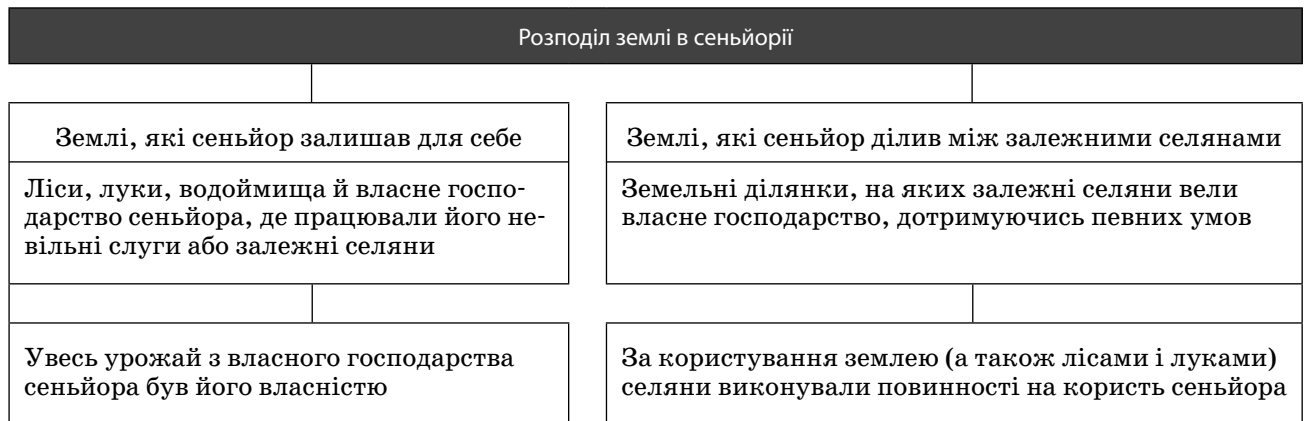 Розподіл землі в сеньйорії
Землі, які сеньйор залишав для себе
Ліси, луки, водоймища й власне госпо-
дарство сеньйора, де працювали його не-
вільні слуги або залежні селяни
Увесь урожай з власного господарства
сеньйора був його власністю
Землі, які сеньйор ділив між залежними селянами
Земельні ділянки, на яких залежні селяни вели
власне господарство, дотримуючись певних умов
За користування землею (а також лісами і луками)
селяни виконували повинності на користь сеньйора